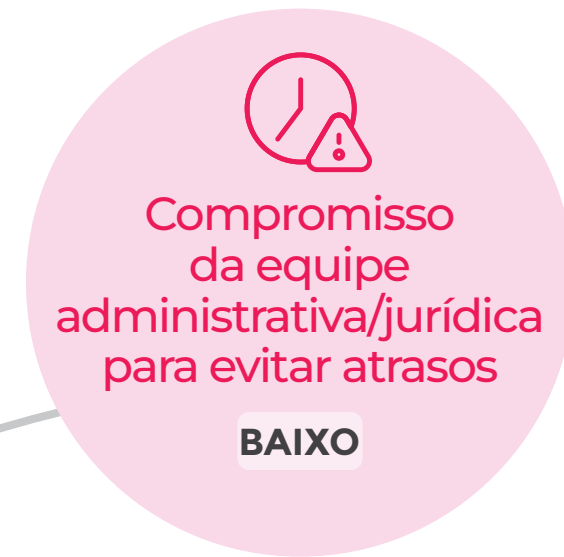 Compromisso
da equipe
administrativa/jurídica
para evitar atrasos
BAIXO